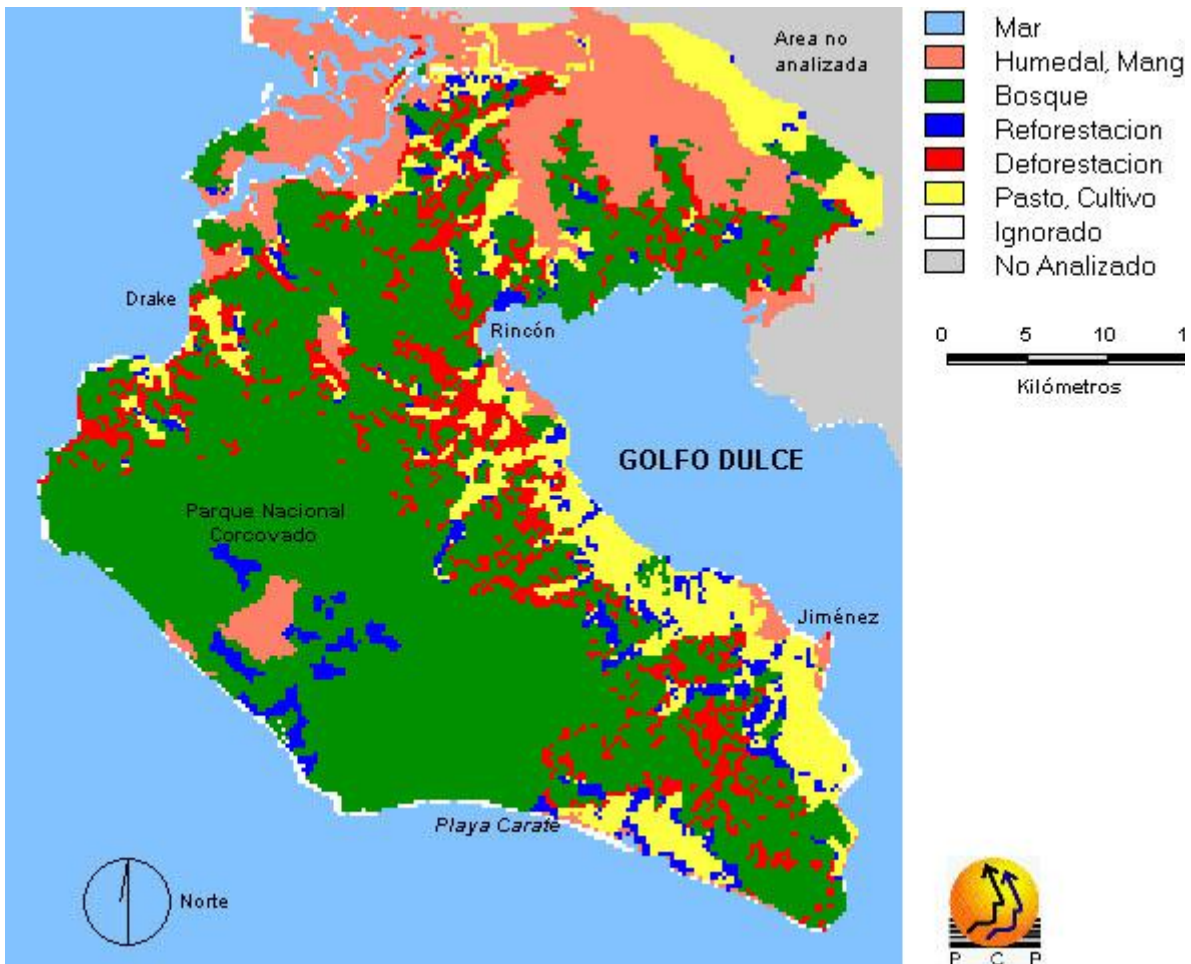 Area no
analizada
Drake
Rincón
GOLFO DULCE
Parque Nacional
Corcovado
Jiménez
Playa Carate
Norte
Mar
Humedal, Mang
Bosque
Reforestacion
Deforestacion
Pasto, Cultivo
Ignorado
No Analizado
0 5 10 1
Kilómetros
P C P